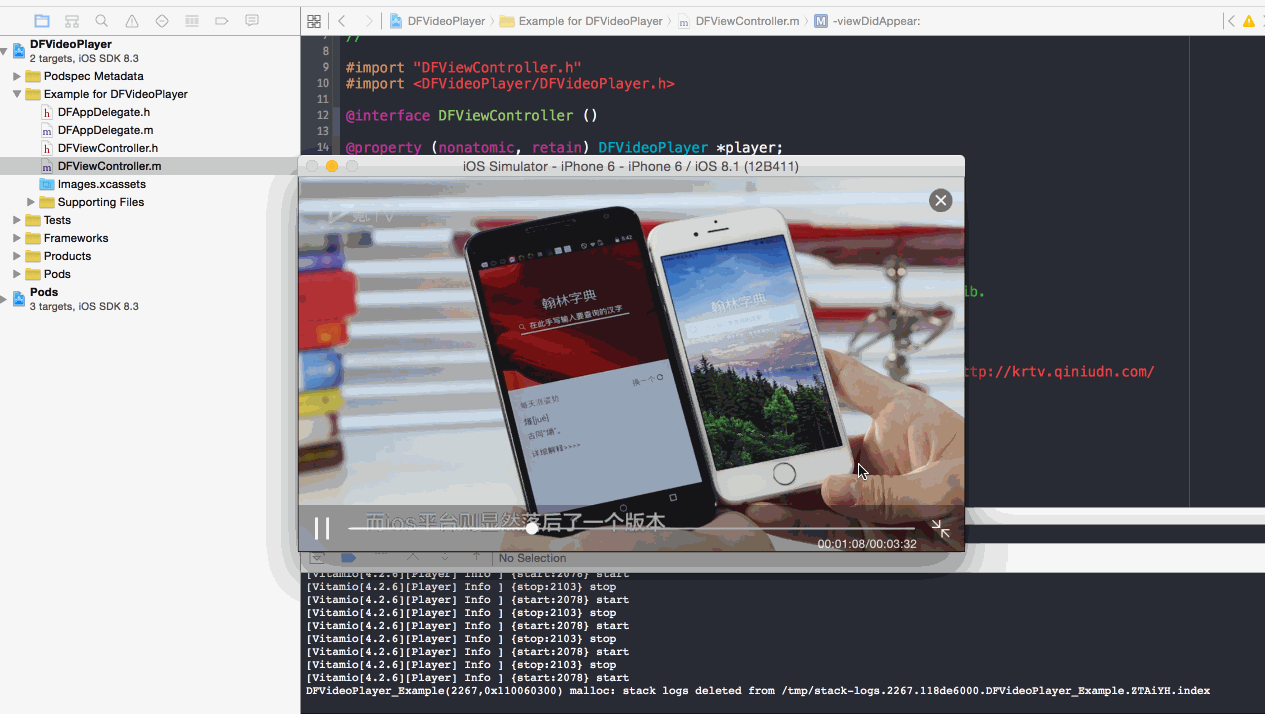 DFVideoPlayer
Example for DFVideoPlayer
DFViewController.m
-viewDidAppear:
DFVideoPlayer
2 targets, iOS SDK 8.3
Podspec Metadata
Example for DFVideoPlayer
DFAppDelegate.h
DFAppDelegate.m
DFViewController.h
DFViewController.m
Images.xcassets
Supporting Files
Tests
Frameworks
Products
Pods
Pods
3 targets, iOS SDK 8.3
//
8
9 #import "DFViewController.h"
10 #import <DFVideoPlayer/DFVideoPlayer.h>
11
12 @interface DFViewController ()
13
14 @property (nonatomic, retain) DFVideoPlayer *player;
iOS Simulator - iPhone 6 - iPhone 6 / iOS 8.1 (12B411)
氪TV
9:42
翰林字典
在此手写输入要查询的汉字
换一个
每天涨姿势
[jué]
详细解释>>>>
翰林字典
ib.
ttp://krtv.qiniudn.com/
而ios平台则显然落后了一个版本
00:01:08/00:03:32
No Selection
[Vitamio[4.2.6][Player] Info ] {start:2078} start
[Vitamio[4.2.6][Player] Info ] {stop:2103} stop
[Vitamio[4.2.6][Player] Info ] {start:2078} start
[Vitamio[4.2.6][Player] Info ] {stop:2103} stop
[Vitamio[4.2.6][Player] Info ] {start:2078} start
[Vitamio[4.2.6][Player] Info ] {stop:2103} stop
[Vitamio[4.2.6][Player] Info ] {start:2078} start
[Vitamio[4.2.6][Player] Info ] {stop:2103} stop
[Vitamio[4.2.6][Player] Info ] {start:2078} start
DFVideoPlayer_Example(2267,0x110060300) malloc: stack logs deleted from /tmp/stack-logs.2267.118de6000.DFVideoPlayer_Example.ZTAiYH.index